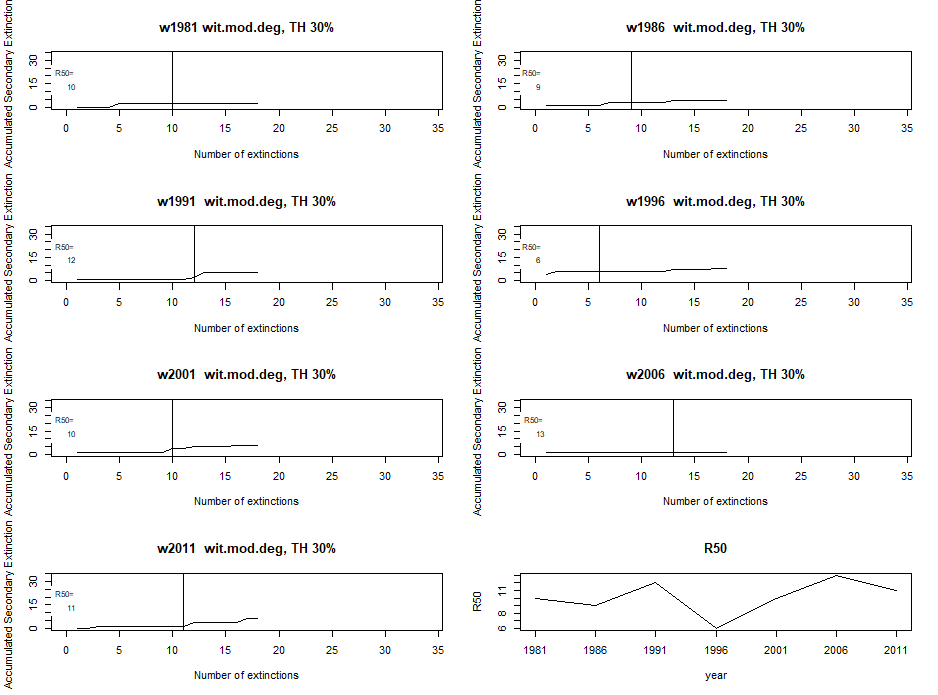 w1981 wit.mod.deg, TH 30%
Accumulated Secondary Extinction
0 15 30
R50=
10
0 5 10 15 20 25 30 35
Number of extinctions
w1986 wit.mod.deg, TH 30%
Accumulated Secondary Extinction
0 15 30
R50=
9
0 5 10 15 20 25 30 35
Number of extinctions
w1991 wit.mod.deg, TH 30%
Accumulated Secondary Extinction
0 15 30
R50=
12
0 5 10 15 20 25 30 35
Number of extinctions
w1996 wit.mod.deg, TH 30%
Accumulated Secondary Extinction
0 15 30
R50=
6
0 5 10 15 20 25 30 35
Number of extinctions
w2001 wit.mod.deg, TH 30%
Accumulated Secondary Extinction
0 15 30
R50=
10
0 5 10 15 20 25 30 35
Number of extinctions
w2006 wit.mod.deg, TH 30%
Accumulated Secondary Extinction
0 15 30
R50=
13
0 5 10 15 20 25 30 35
Number of extinctions
w2011 wit.mod.deg, TH 30%
Accumulated Secondary Extinction
0 15 30
R50=
11
0 5 10 15 20 25 30 35
Number of extinctions
R50
R50
6 8 11
1981 1986 1991 1996 2001 2006 2011
year